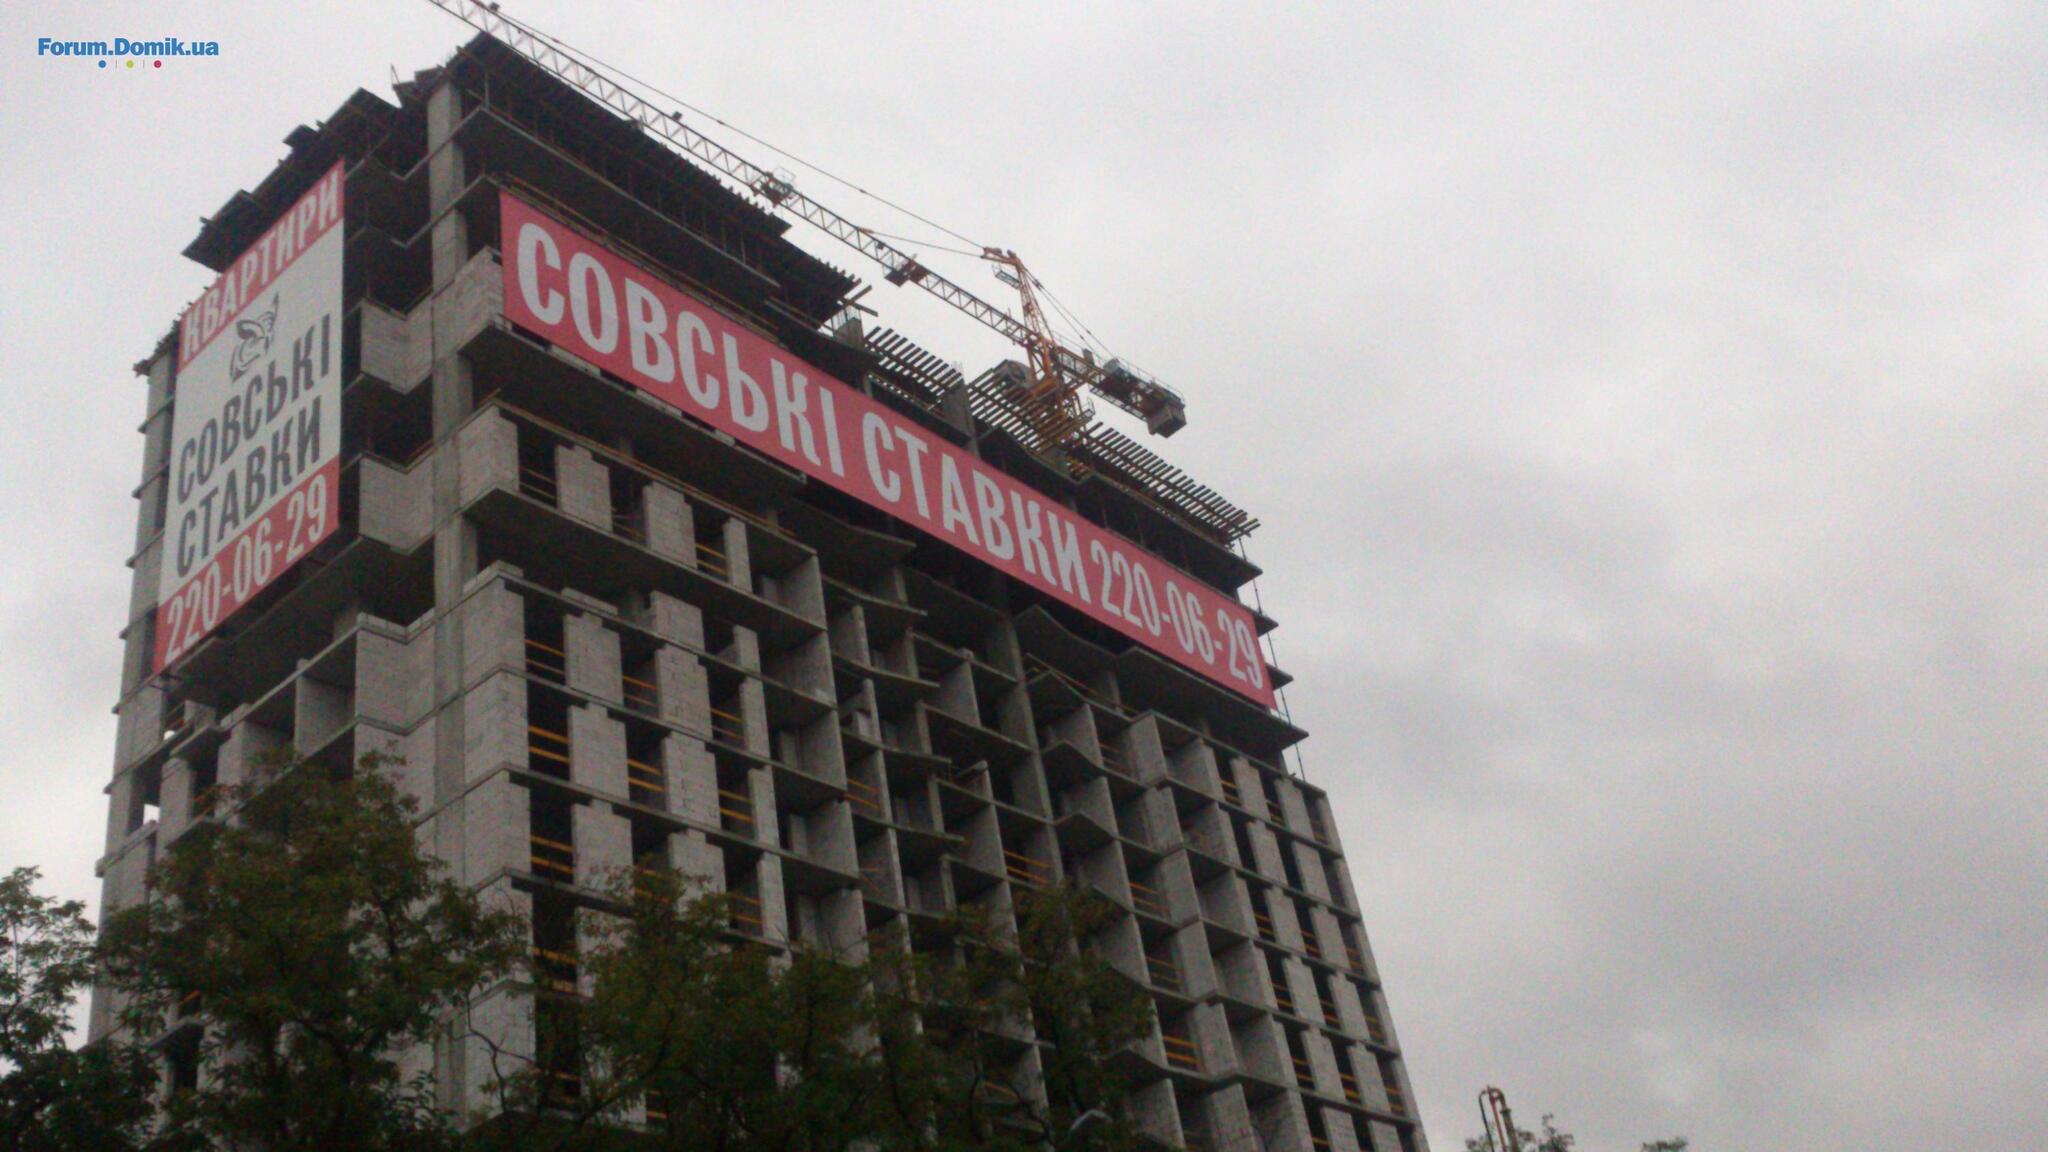 Forum.Domik.ua
КВАРТИРИ
СОВСЬКІ
СТАВКИ
220-06-29
СОВСЬКІ СТАВКИ 220-06-29